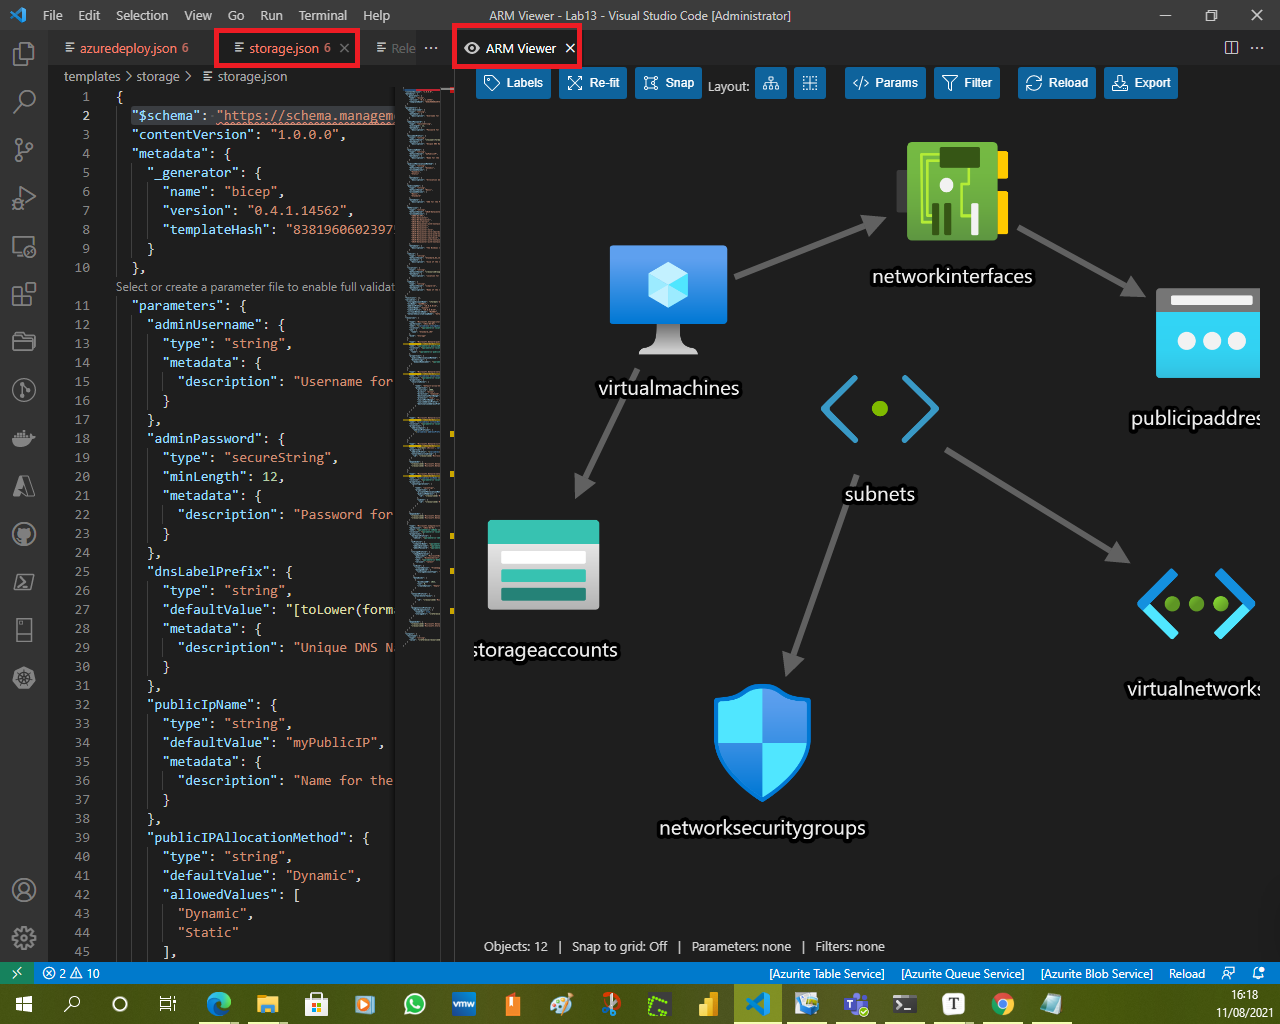 File Edit Selection View Go Run Terminal Help ARM Viewer - Lab13 - Visual Studio Code [Administrator]
azuredeploy.json 6 storage.json 6 Rele ··· ARM Viewer
templates > storage > storage.json
Labels Re-fit Snap Layout: Params Filter Reload Export
1 {
2 "$schema": "https://schema.managem
3 "contentVersion": "1.0.0.0",
4 "metadata": {
5 "_generator": {
6 "name": "bicep",
7 "version": "0.4.1.14562",
8 "templateHash": "8381960602397
9 }
10 },
Select or create a parameter file to enable full validat
11 "parameters": {
12 "adminUsername": {
13 "type": "string",
14 "metadata": {
15 "description": "Username for
16 }
17 },
18 "adminPassword": {
19 "type": "secureString",
20 "minLength": 12,
21 "metadata": {
22 "description": "Password for
23 }
24 },
25 "dnsLabelPrefix": {
26 "type": "string",
27 "defaultValue": "[toLower(forma
28 "metadata": {
29 "description": "Unique DNS Na
30 }
31 },
32 "publicIpName": {
33 "type": "string",
34 "defaultValue": "myPublicIP",
35 "metadata": {
36 "description": "Name for the
37 }
38 },
39 "publicIPAllocationMethod": {
40 "type": "string",
41 "defaultValue": "Dynamic",
42 "allowedValues": [
43 "Dynamic",
44 "Static"
45 ],
networkinterfaces
virtualmachines
publicipaddres
subnets
storageaccounts
virtualnetworks
networksecuritygroups
Objects: 12 | Snap to grid: Off | Parameters: none | Filters: none
2 10 [Azurite Table Service] [Azurite Queue Service] [Azurite Blob Service] Reload
vmw T
16:18
11/08/2021